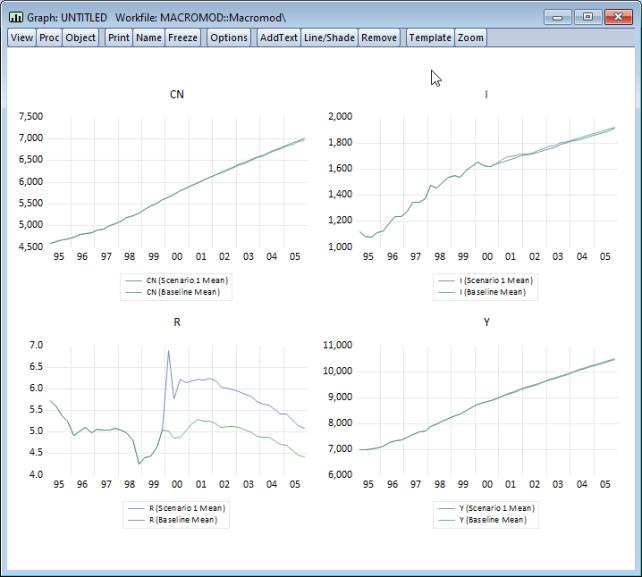 Graph: UNTITLED   Workfile: MACROMOD::Macromod\
View Proc Object Print Name Freeze Options AddText Line/Shade Remove Template Zoom
CN
7,500
7,000
6,500
6,000
5,500
5,000
4,500
95 96 97 98 99 00 01 02 03 04 05
CN (Scenario 1 Mean)
CN (Baseline Mean)
I
2,000
1,800
1,600
1,400
1,200
1,000
95 96 97 98 99 00 01 02 03 04 05
I (Scenario 1 Mean)
I (Baseline Mean)
R
7.0
6.5
6.0
5.5
5.0
4.5
4.0
95 96 97 98 99 00 01 02 03 04 05
R (Scenario 1 Mean)
R (Baseline Mean)
Y
11,000
10,000
9,000
8,000
7,000
6,000
95 96 97 98 99 00 01 02 03 04 05
Y (Scenario 1 Mean)
Y (Baseline Mean)